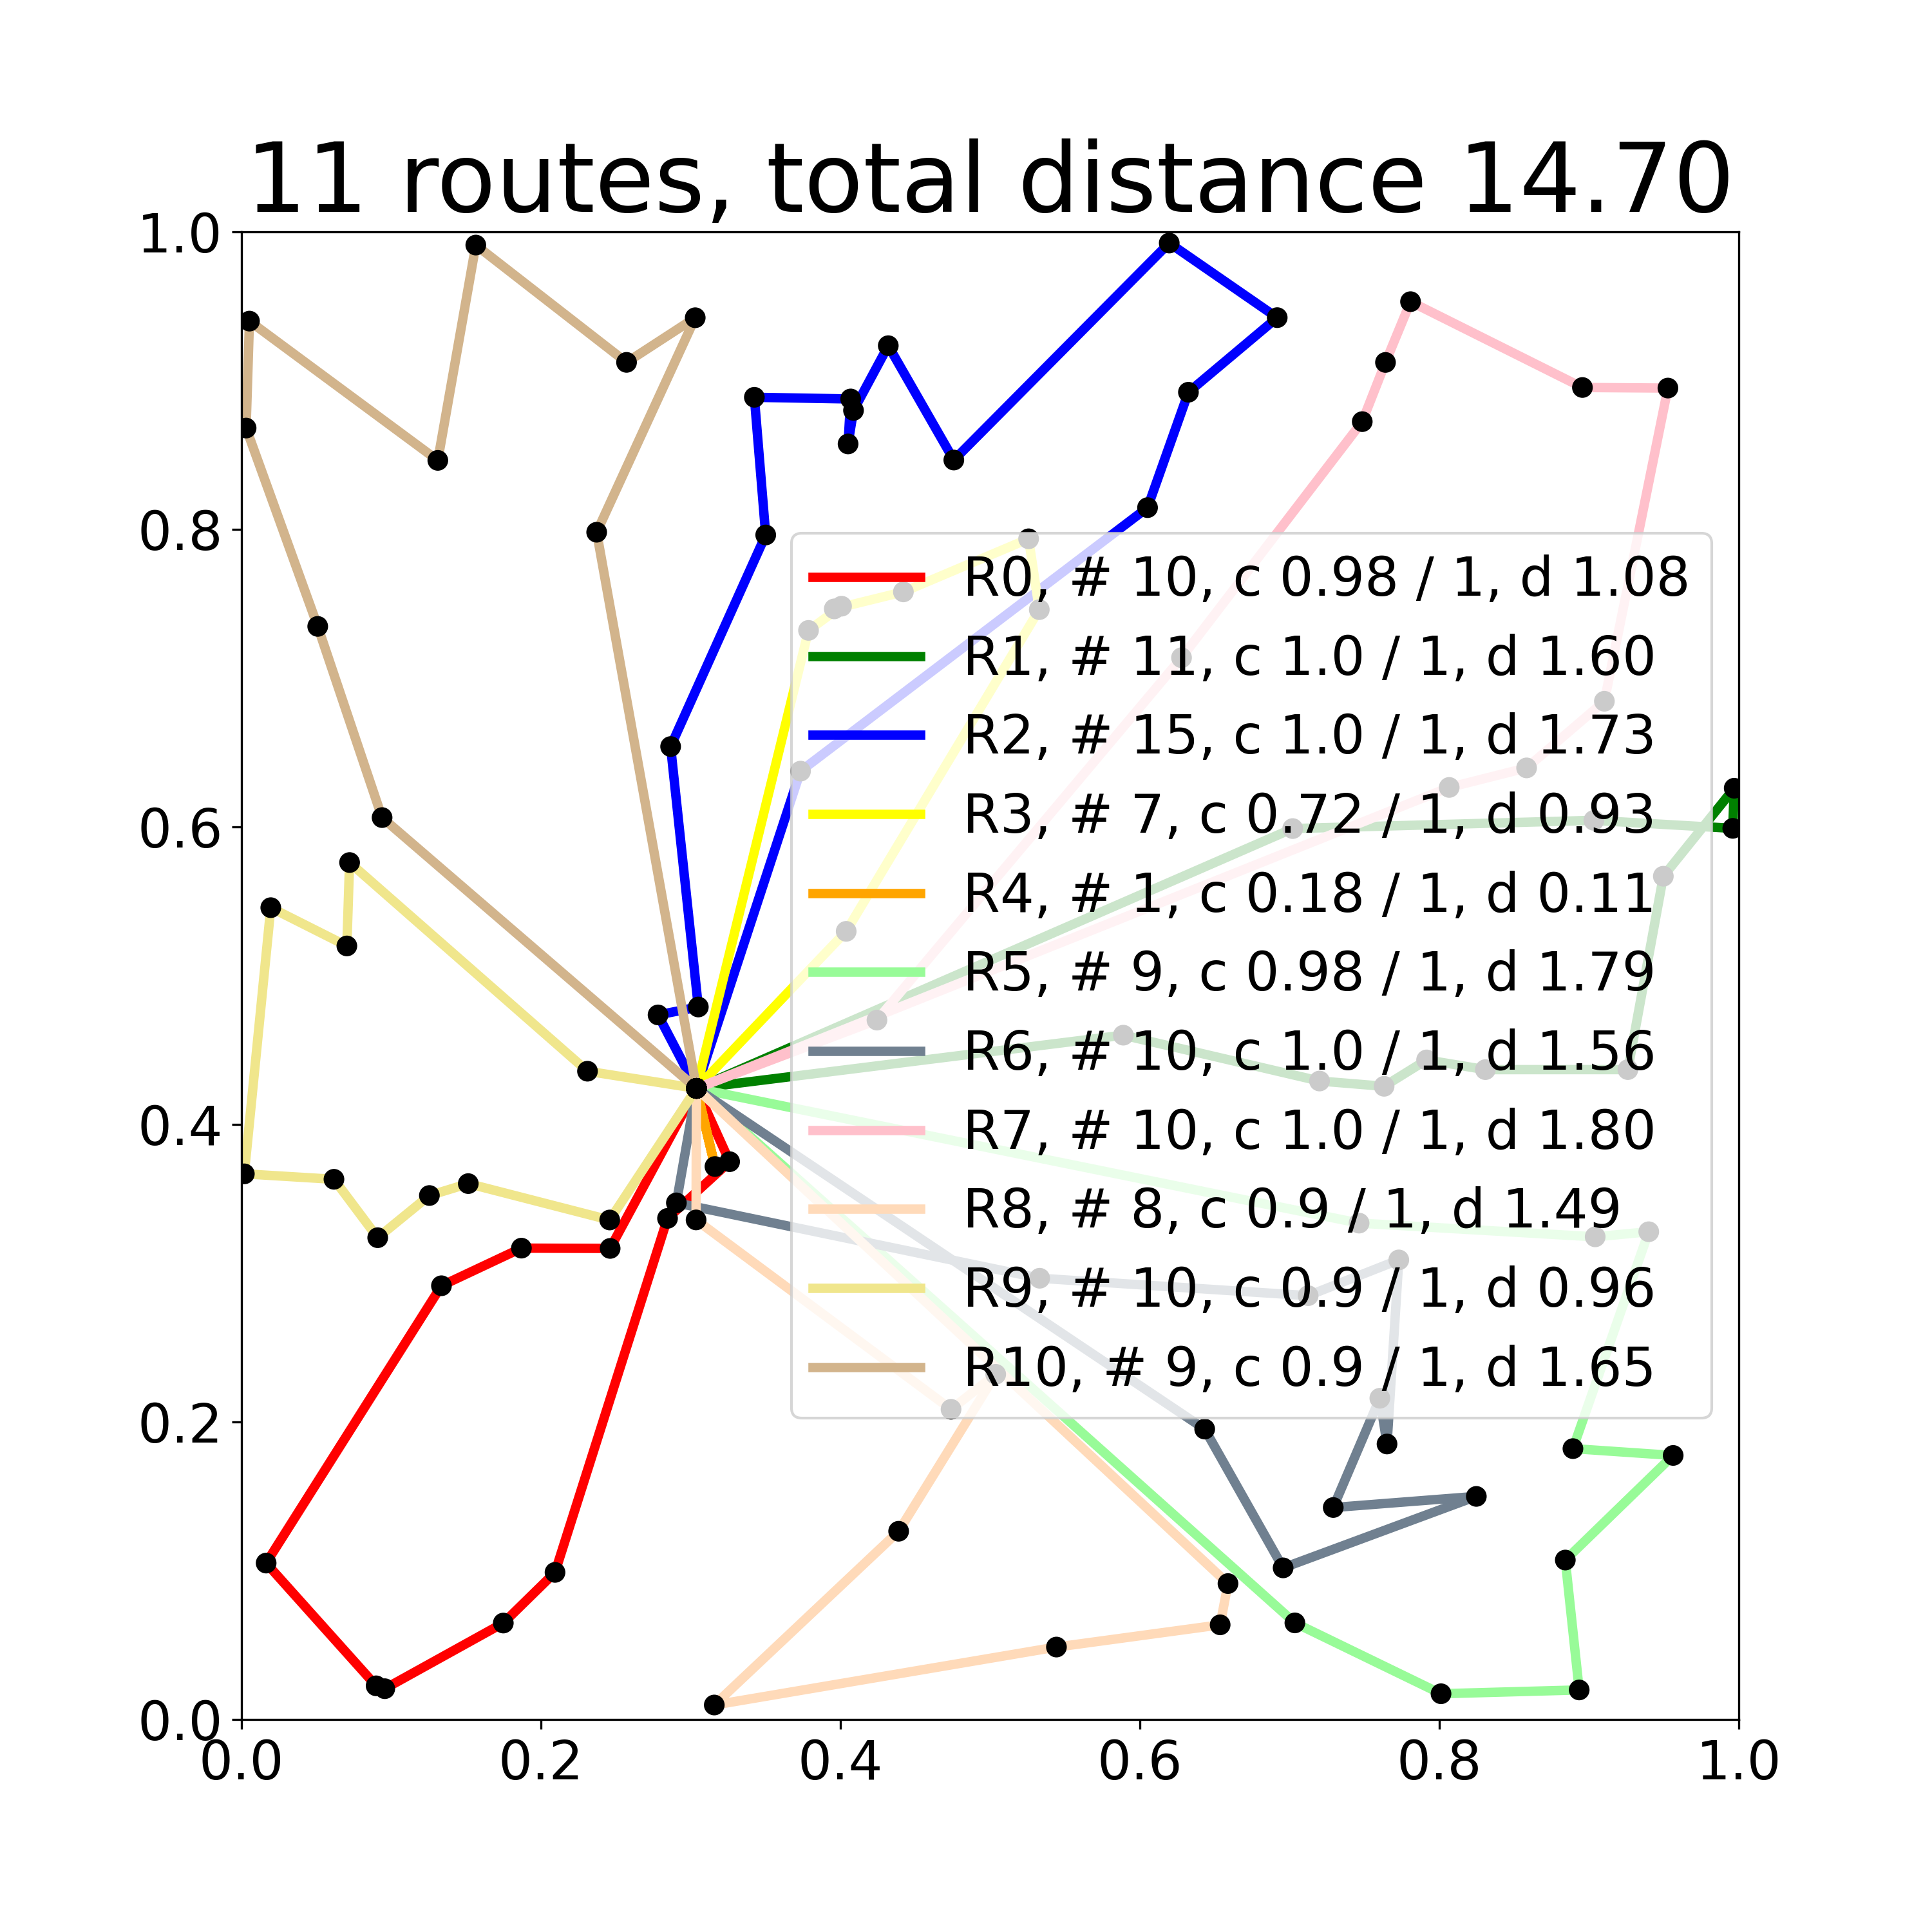 11 routes, total distance 14.70
1.0
0.8
0.6
0.4
0.2
0.0
R0, # 10, c 0.98 / 1, d 1.08
R1, # 11, c 1.0 / 1, d 1.60
R2, # 15, c 1.0 / 1, d 1.73
R3, # 7, c 0.72 / 1, d 0.93
R4, # 1, c 0.18 / 1, d 0.11
R5, # 9, c 0.98 / 1, d 1.79
R6, # 10, c 1.0 / 1, d 1.56
R7, # 10, c 1.0 / 1, d 1.80
R8, # 8, c 0.9 / 1, d 1.49
R9, # 10, c 0.9 / 1, d 0.96
R10, # 9, c 0.9 / 1, d 1.65
0.0 0.2 0.4 0.6 0.8 1.0